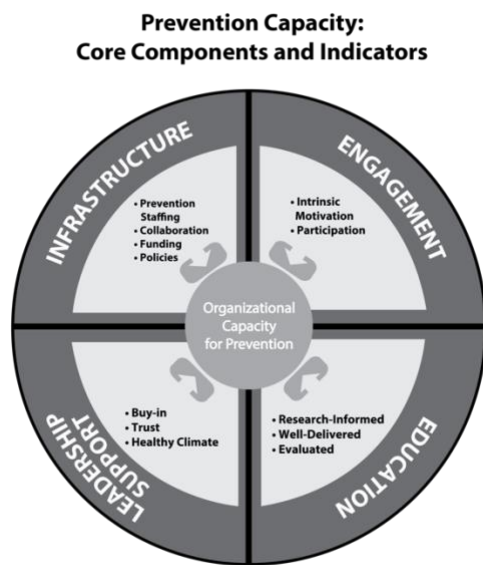 Prevention Capacity:
Core Components and Indicators
INFRASTRUCTURE
• Prevention
Staffing
• Collaboration
• Funding
• Policies
ENGAGEMENT
• Intrinsic
Motivation
• Participation
Organizational
Capacity
for Prevention
LEADERSHIP
SUPPORT
• Buy-in
• Trust
• Healthy Climate
EDUCATION
• Research-Informed
• Well-Delivered
• Evaluated